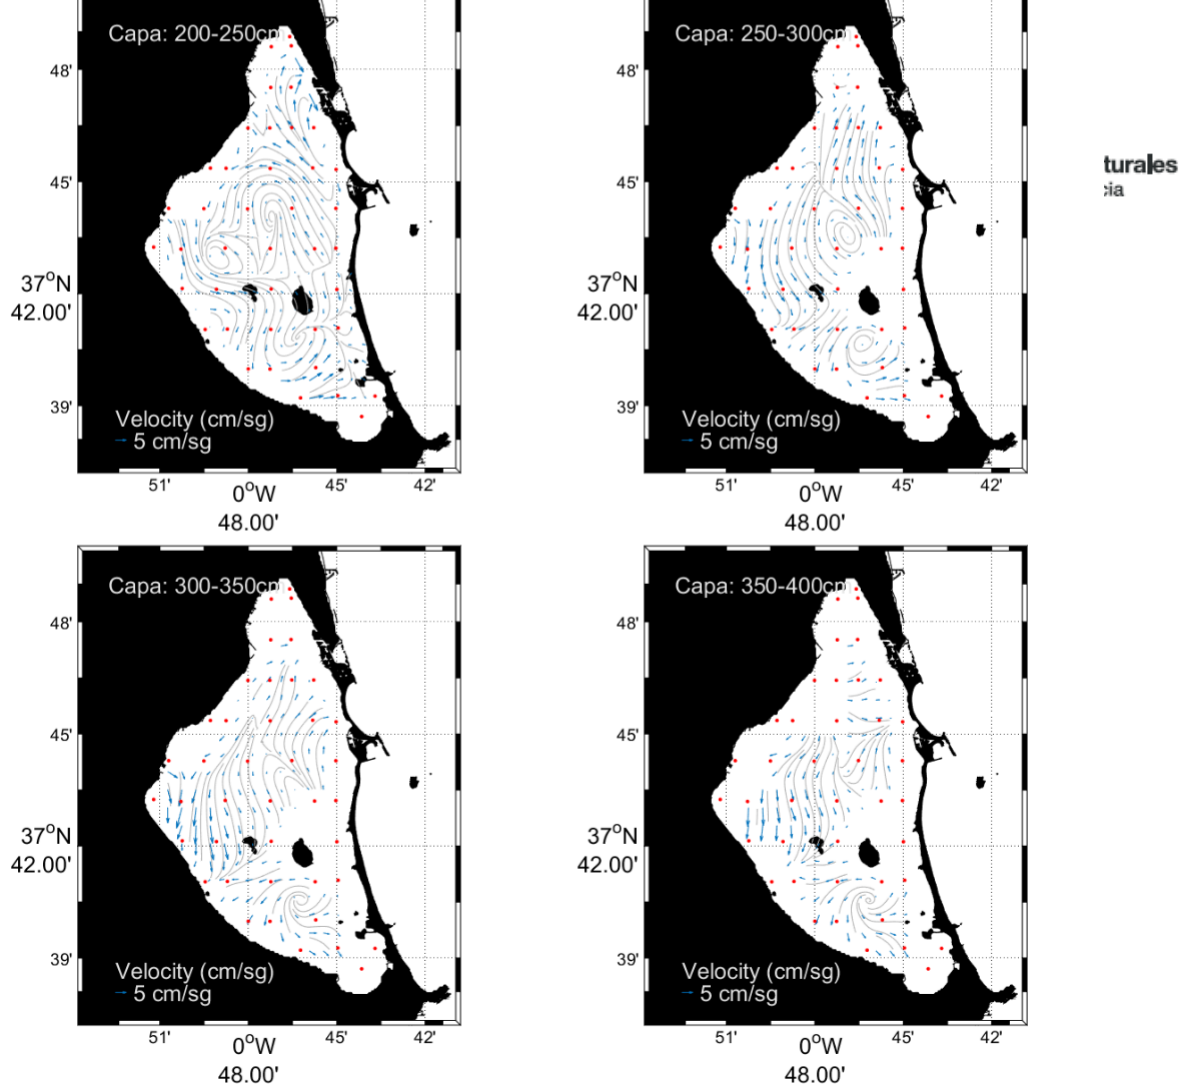 Capa: 200-250cm
48'
45'
37°N
42.00'
39'
Velocity (cm/sg)
5 cm/sg
51'
0°W
48.00'
45'
42'
Capa: 250-300cm
48'
45'
37°N
42.00'
39'
Velocity (cm/sg)
5 cm/sg
51'
0°W
48.00'
45'
42'
turales
cia
Capa: 300-350cm
48'
45'
37°N
42.00'
39'
Velocity (cm/sg)
5 cm/sg
51'
0°W
48.00'
45'
42'
Capa: 350-400cm
48'
45'
37°N
42.00'
39'
Velocity (cm/sg)
5 cm/sg
51'
0°W
48.00'
45'
42'